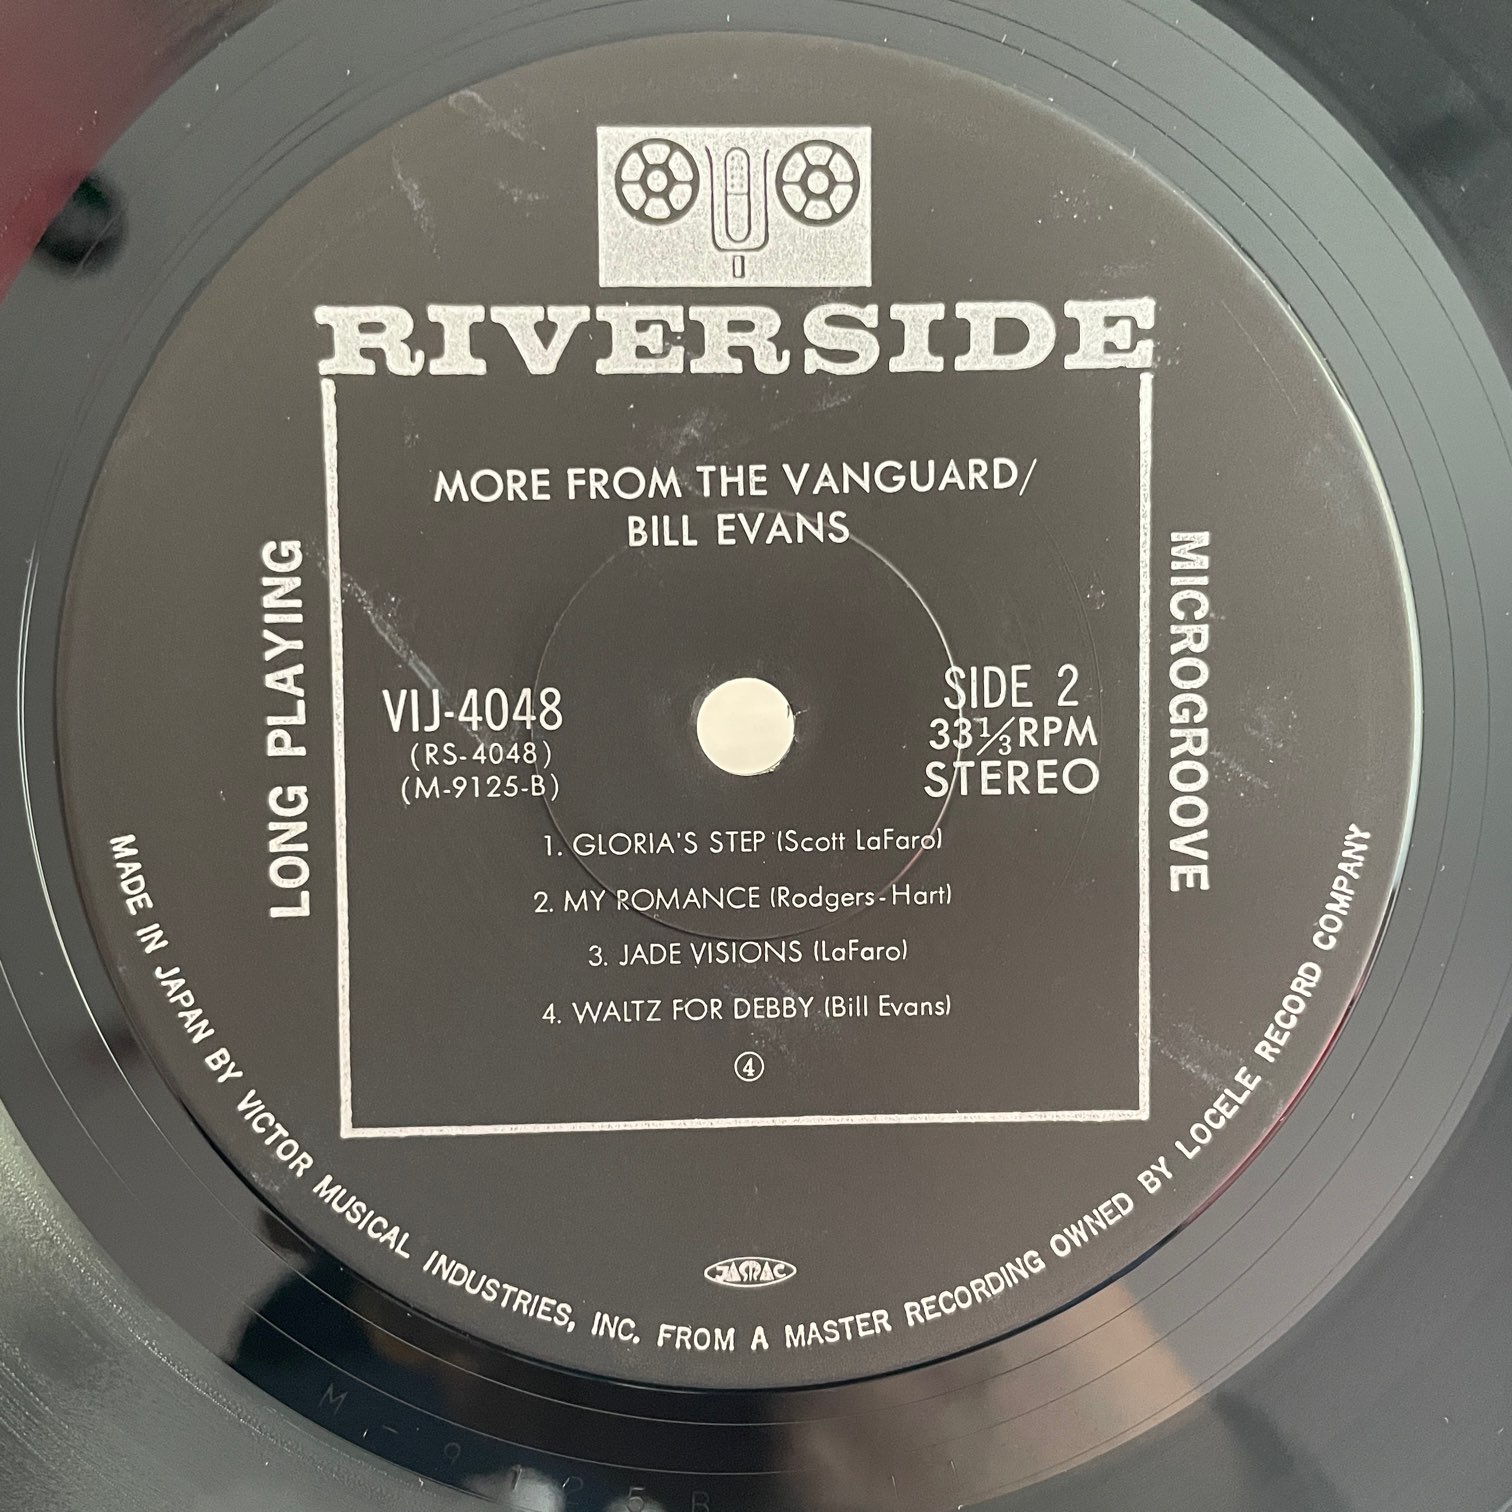 RIVERSIDE
MORE FROM THE VANGUARD/
BILL EVANS
LONG PLAYING
MICROGROOVE
VIJ-4048
(RS-4048)
(M-9125-B)
SIDE 2
33⅓RPM
STEREO
1. GLORIA'S STEP (Scott LaFaro)
2. MY ROMANCE (Rodgers-Hart)
3. JADE VISIONS (LaFaro)
4. WALTZ FOR DEBBY (Bill Evans)
④
JASRAC
MADE IN JAPAN BY VICTOR MUSICAL INDUSTRIES, INC. FROM A MASTER RECORDING OWNED BY LOCELE RECORD COMPANY
M-9125B